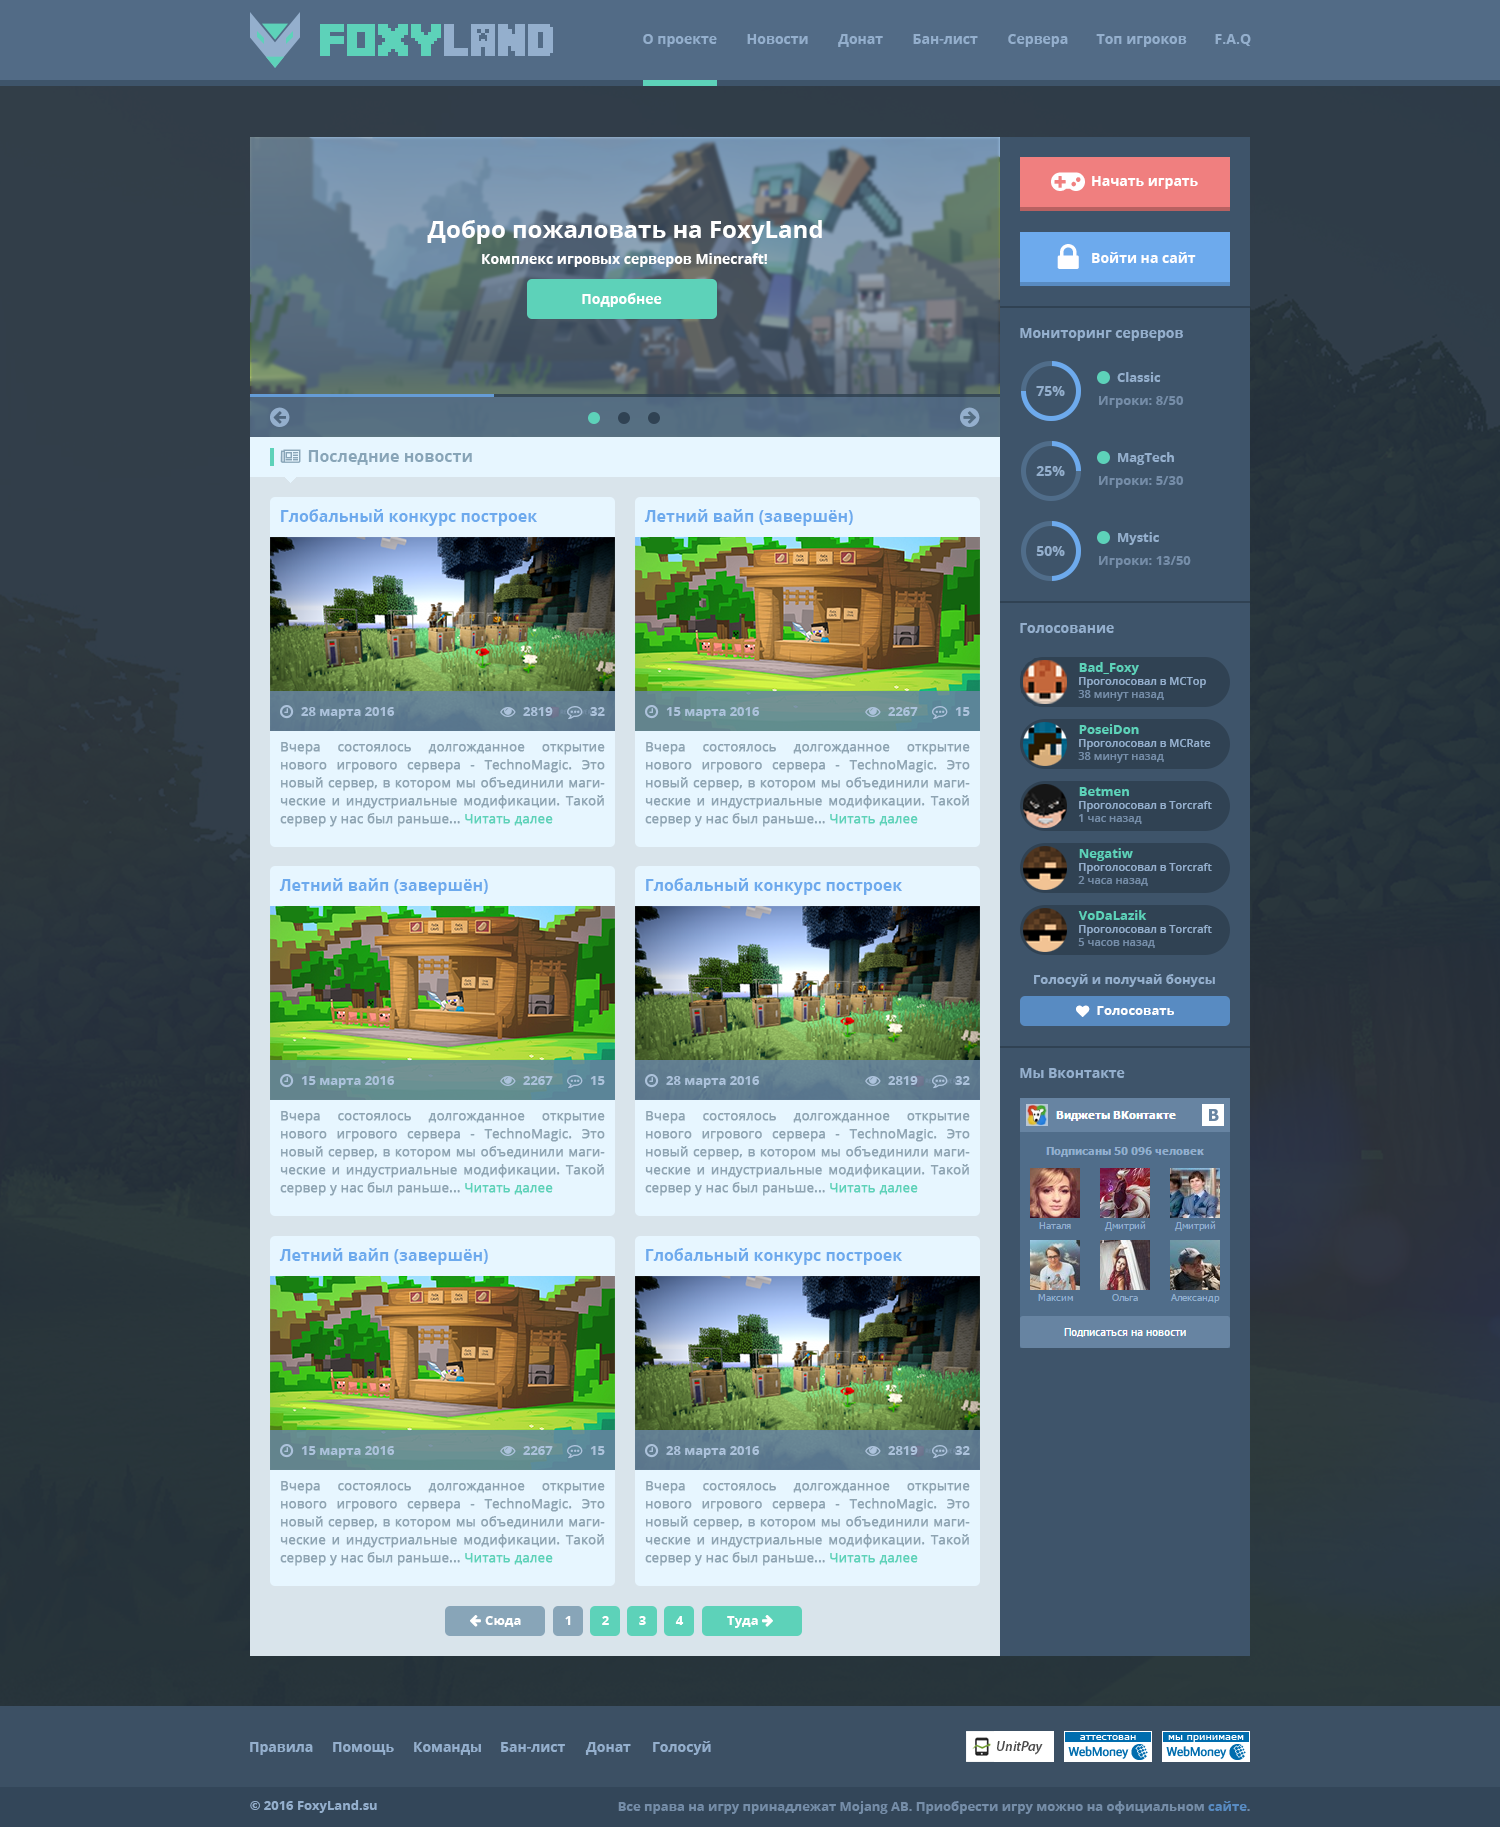 FOXYLAND
О проекте Новости Донат Бан-лист Сервера Топ игроков F.A.Q
Добро пожаловать на FoxyLand
Комплекс игровых серверов Minecraft!
Подробнее
Начать играть
Войти на сайт
Мониторинг серверов
75% Classic
Игроки: 8/50
25% MagTech
Игроки: 5/30
50% Mystic
Игроки: 13/50
Голосование
Bad_Foxy
Проголосовал в MCTop
38 минут назад
PoseiDon
Проголосовал в MCRate
38 минут назад
Betmen
Проголосовал в Torcraft
1 час назад
Negatiw
Проголосовал в Torcraft
2 часа назад
VoDaLazik
Проголосовал в Torcraft
5 часов назад
Голосуй и получай бонусы
Голосовать
Мы Вконтакте
Виджеты ВКонтакте B
Подписаны 50 096 человек
Наталя Дмитрий Дмитрий
Максим Ольга Александр
Подписаться на новости
Последние новости
Глобальный конкурс построек
28 марта 2016 2819 32
Вчера состоялось долгожданное открытие
нового игрового сервера - TechnoMagic. Это
новый сервер, в котором мы объединили маги-
ческие и индустриальные модификации. Такой
сервер у нас был раньше... Читать далее
Летний вайп (завершён)
15 марта 2016 2267 15
Вчера состоялось долгожданное открытие
нового игрового сервера - TechnoMagic. Это
новый сервер, в котором мы объединили маги-
ческие и индустриальные модификации. Такой
сервер у нас был раньше... Читать далее
Летний вайп (завершён)
15 марта 2016 2267 15
Вчера состоялось долгожданное открытие
нового игрового сервера - TechnoMagic. Это
новый сервер, в котором мы объединили маги-
ческие и индустриальные модификации. Такой
сервер у нас был раньше... Читать далее
Глобальный конкурс построек
28 марта 2016 2819 32
Вчера состоялось долгожданное открытие
нового игрового сервера - TechnoMagic. Это
новый сервер, в котором мы объединили маги-
ческие и индустриальные модификации. Такой
сервер у нас был раньше... Читать далее
Летний вайп (завершён)
15 марта 2016 2267 15
Вчера состоялось долгожданное открытие
нового игрового сервера - TechnoMagic. Это
новый сервер, в котором мы объединили маги-
ческие и индустриальные модификации. Такой
сервер у нас был раньше... Читать далее
Глобальный конкурс построек
28 марта 2016 2819 32
Вчера состоялось долгожданное открытие
нового игрового сервера - TechnoMagic. Это
новый сервер, в котором мы объединили маги-
ческие и индустриальные модификации. Такой
сервер у нас был раньше... Читать далее
Сюда 1 2 3 4 Туда
Правила Помощь Команды Бан-лист Донат Голосуй
UnitPay
аттестован
WebMoney
мы принимаем
WebMoney
© 2016 FoxyLand.su
Все права на игру принадлежат Mojang AB. Приобрести игру можно на официальном сайте.